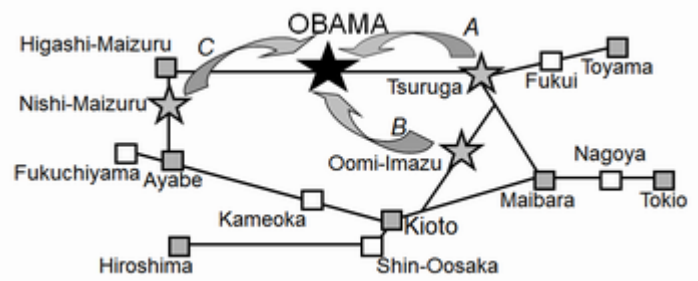 OBAMA
A
Higashi-Maizuru
C
Toyama
Tsuruga
Fukui
Nishi-Maizuru
B
Oomi-Imazu
Nagoya
Fukuchiyama
Ayabe
Maibara
Tokio
Kameoka
Kioto
Hiroshima
Shin-Oosaka